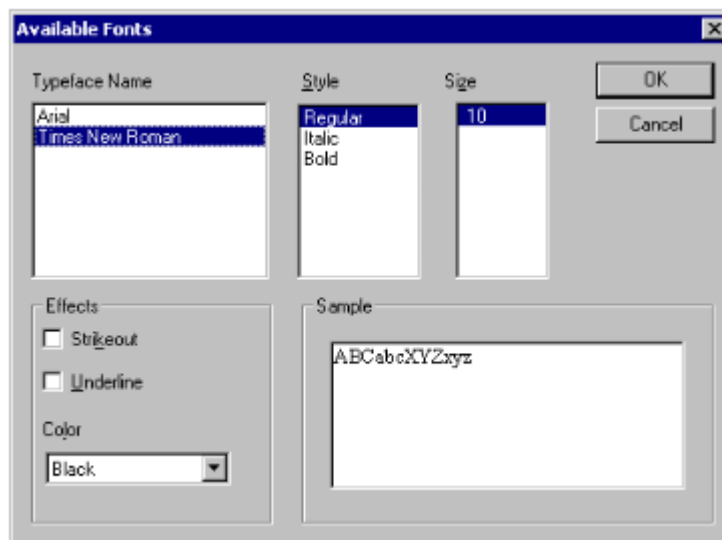 Available Fonts
Typeface Name
Style
Size
OK
Arial
Times New Roman
Regular
Italic
Bold
10
Cancel
Effects
Strikeout
Underline
Color
Black
Sample
ABCabcXYZxyz